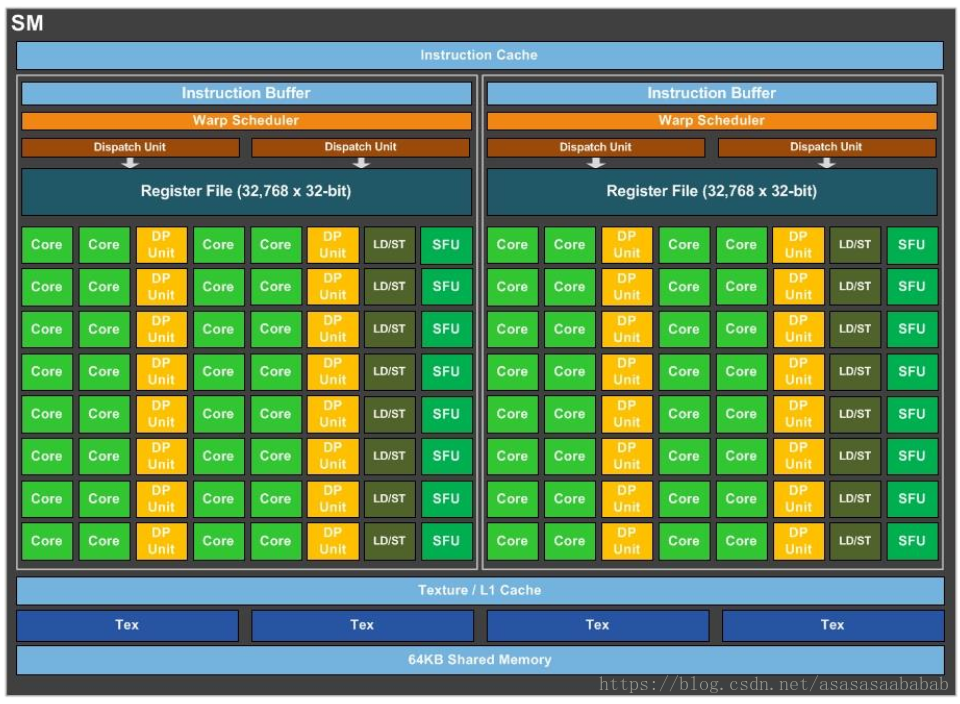 SM
Instruction Cache
Instruction Buffer Instruction Buffer
Warp Scheduler Warp Scheduler
Dispatch Unit Dispatch Unit Dispatch Unit Dispatch Unit
Register File (32,768 x 32-bit) Register File (32,768 x 32-bit)
Core Core DP Unit Core Core DP Unit LD/ST SFU Core Core DP Unit Core Core DP Unit LD/ST SFU
Core Core DP Unit Core Core DP Unit LD/ST SFU Core Core DP Unit Core Core DP Unit LD/ST SFU
Core Core DP Unit Core Core DP Unit LD/ST SFU Core Core DP Unit Core Core DP Unit LD/ST SFU
Core Core DP Unit Core Core DP Unit LD/ST SFU Core Core DP Unit Core Core DP Unit LD/ST SFU
Core Core DP Unit Core Core DP Unit LD/ST SFU Core Core DP Unit Core Core DP Unit LD/ST SFU
Core Core DP Unit Core Core DP Unit LD/ST SFU Core Core DP Unit Core Core DP Unit LD/ST SFU
Core Core DP Unit Core Core DP Unit LD/ST SFU Core Core DP Unit Core Core DP Unit LD/ST SFU
Core Core DP Unit Core Core DP Unit LD/ST SFU Core Core DP Unit Core Core DP Unit LD/ST SFU
Texture / L1 Cache
Tex Tex Tex Tex
64KB Shared Memory
https://blog.csdn.net/asasasaababab